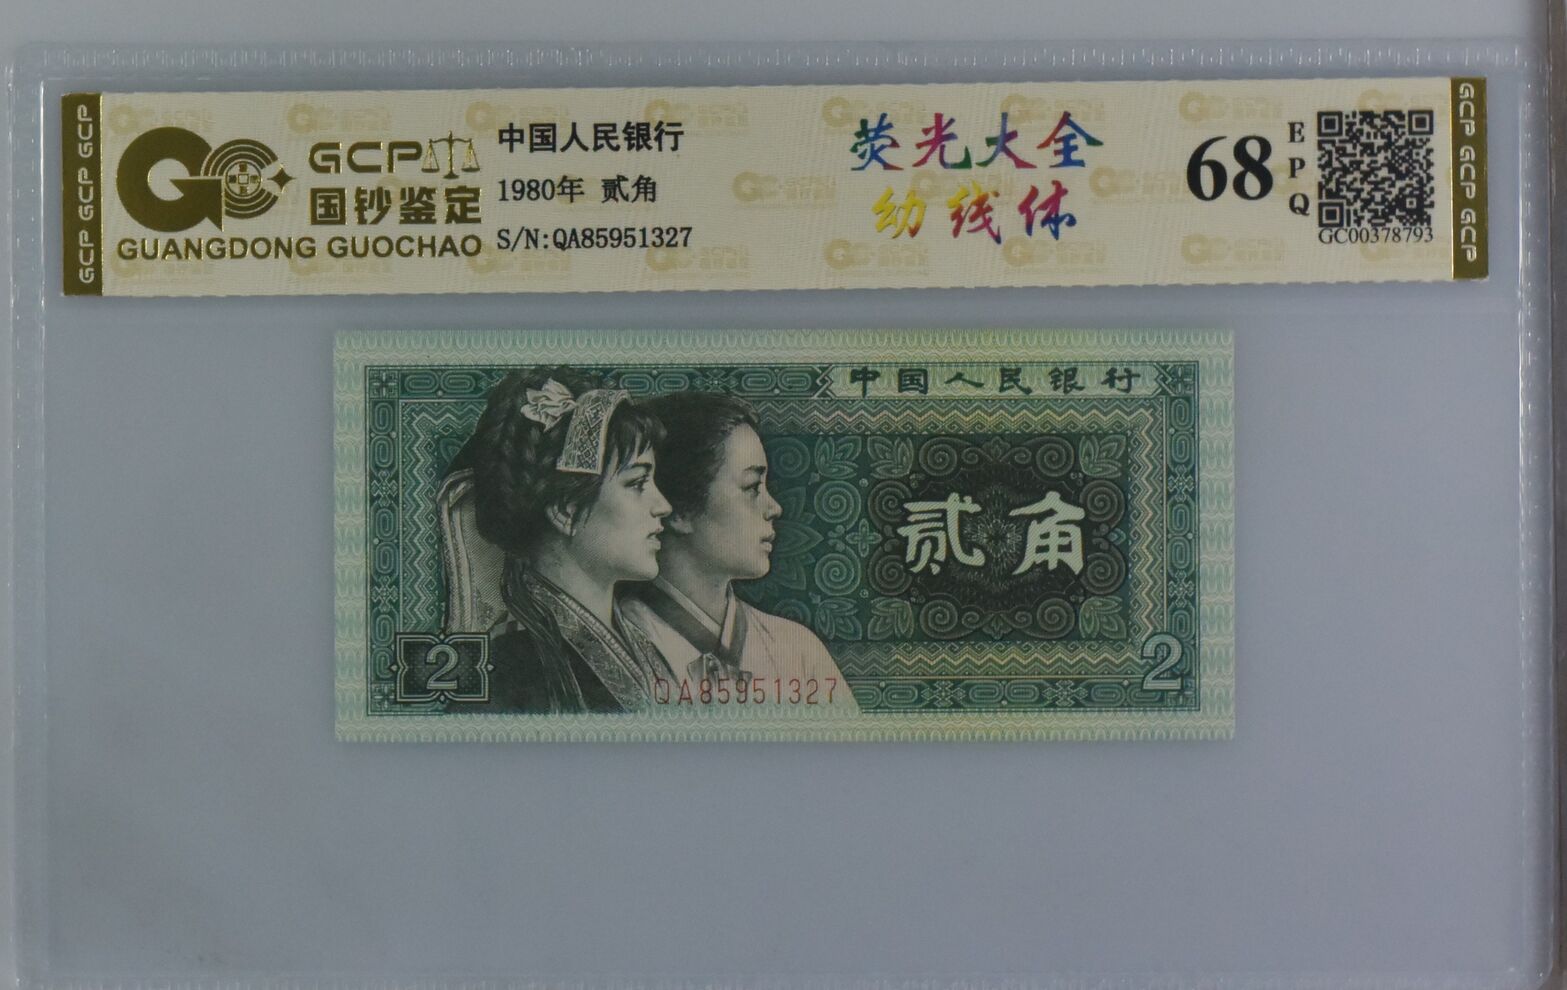 GCP GCP GCP
GCP
国钞鉴定
GUANGDONG GUOCHAO
中国人民银行
1980年 贰角
S/N:QA85951327
荧光大全
幼线体
68
EPQ
GC00378793
GCP GCP GCP
中国人民银行
贰角
2
2
QA85951327